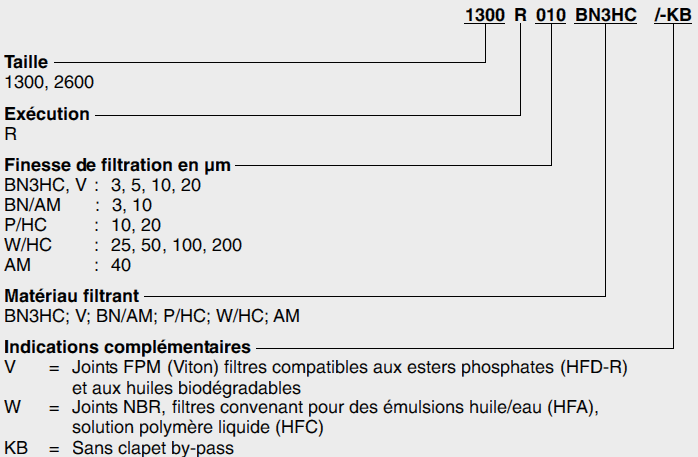 1300 R 010 BN3HC /-KB
Taille
1300, 2600
Exécution
R
Finesse de filtration en µm
BN3HC, V : 3, 5, 10, 20
BN/AM : 3, 10
P/HC : 10, 20
W/HC : 25, 50, 100, 200
AM : 40
Matériau filtrant
BN3HC; V; BN/AM; P/HC; W/HC; AM
Indications complémentaires
V = Joints FPM (Viton) filtres compatibles aux esters phosphates (HFD-R)
et aux huiles biodégradables
W = Joints NBR, filtres convenant pour des émulsions huile/eau (HFA),
solution polymère liquide (HFC)
KB = Sans clapet by-pass